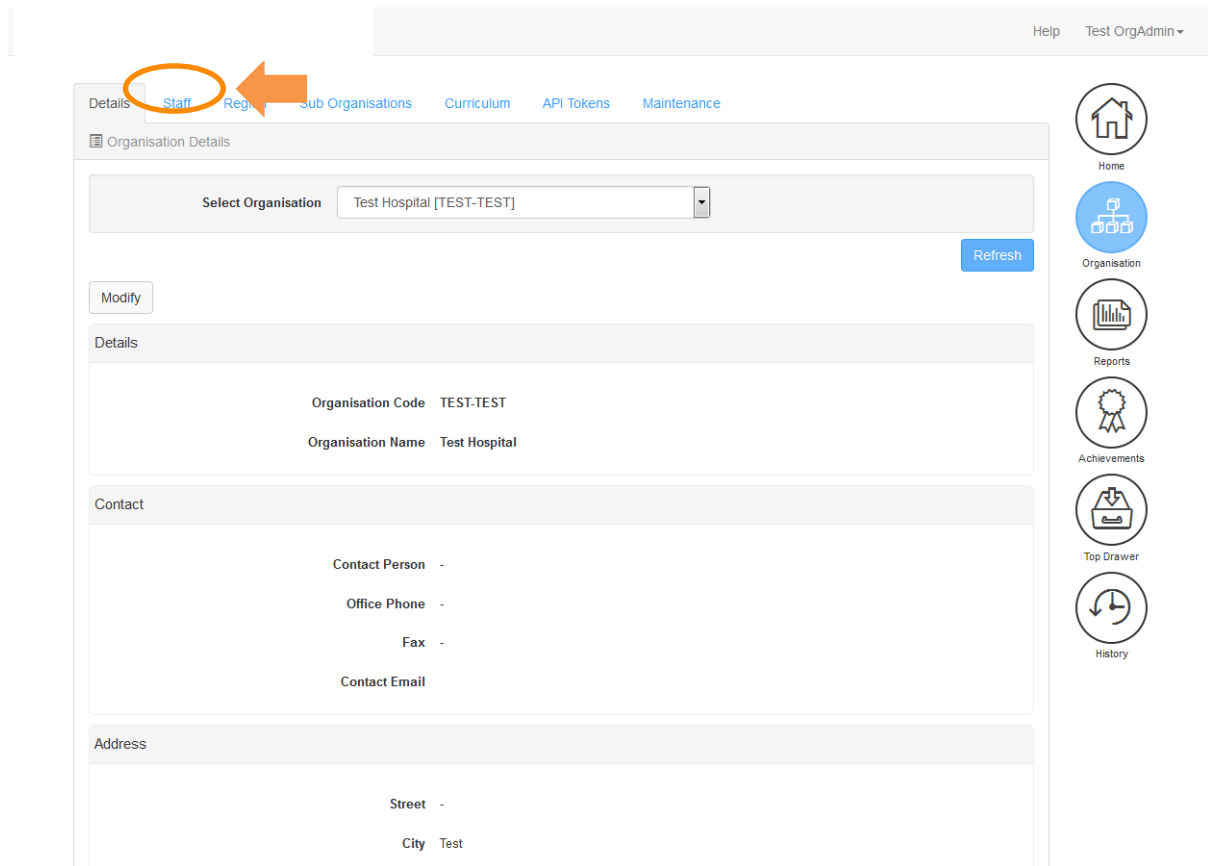 Help Test OrgAdmin
Details Staff Region Sub Organisations Curriculum API Tokens Maintenance
Organisation Details
Select Organisation Test Hospital [TEST-TEST]
Refresh
Modify
Details
Organisation Code TEST-TEST
Organisation Name Test Hospital
Contact
Contact Person -
Office Phone -
Fax -
Contact Email
Address
Street -
City Test
Home
Organisation
Reports
Achievements
Top Drawer
History